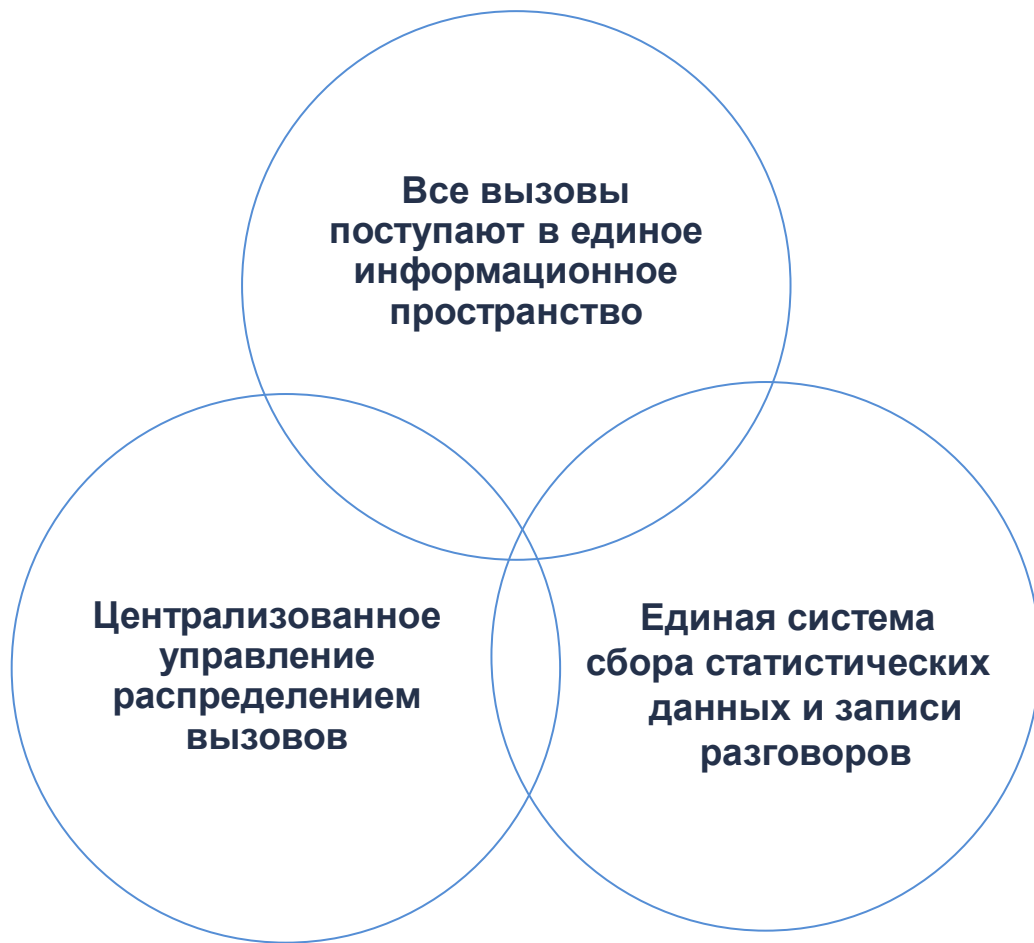 Все вызовы
поступают в единое
информационное
пространство
Централизованное
управление
распределением
вызовов
Единая система
сбора статистических
данных и записи
разговоров